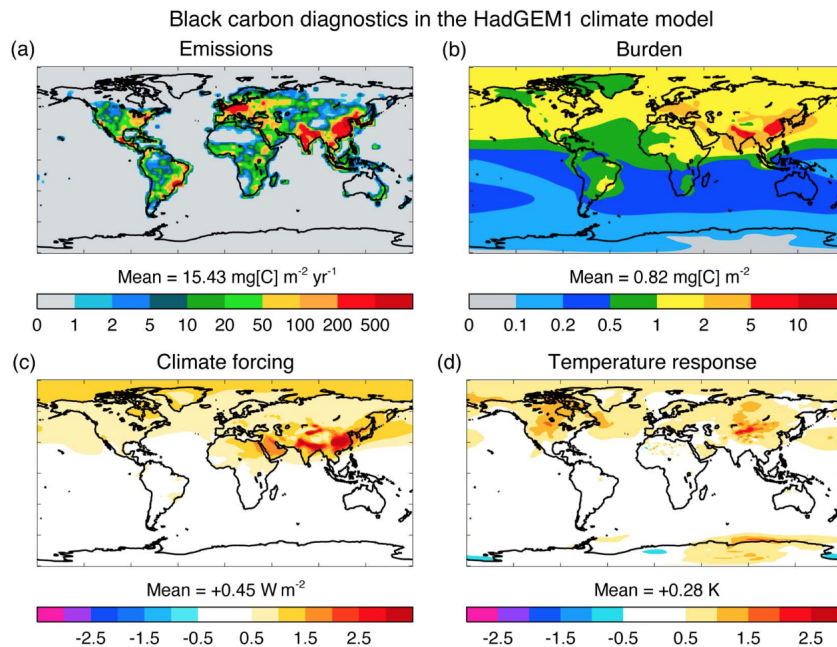 Black carbon diagnostics in the HadGEM1 climate model
(a) Emissions
(b) Burden
Mean = 15.43 mg[C] m⁻² yr⁻¹
0 1 2 5 10 20 50 100 200 500
Mean = 0.82 mg[C] m⁻²
0 0.1 0.2 0.5 1 2 5 10
(c) Climate forcing
(d) Temperature response
Mean = +0.45 W m⁻²
-2.5 -1.5 -0.5 0.5 1.5 2.5
Mean = +0.28 K
-2.5 -1.5 -0.5 0.5 1.5 2.5